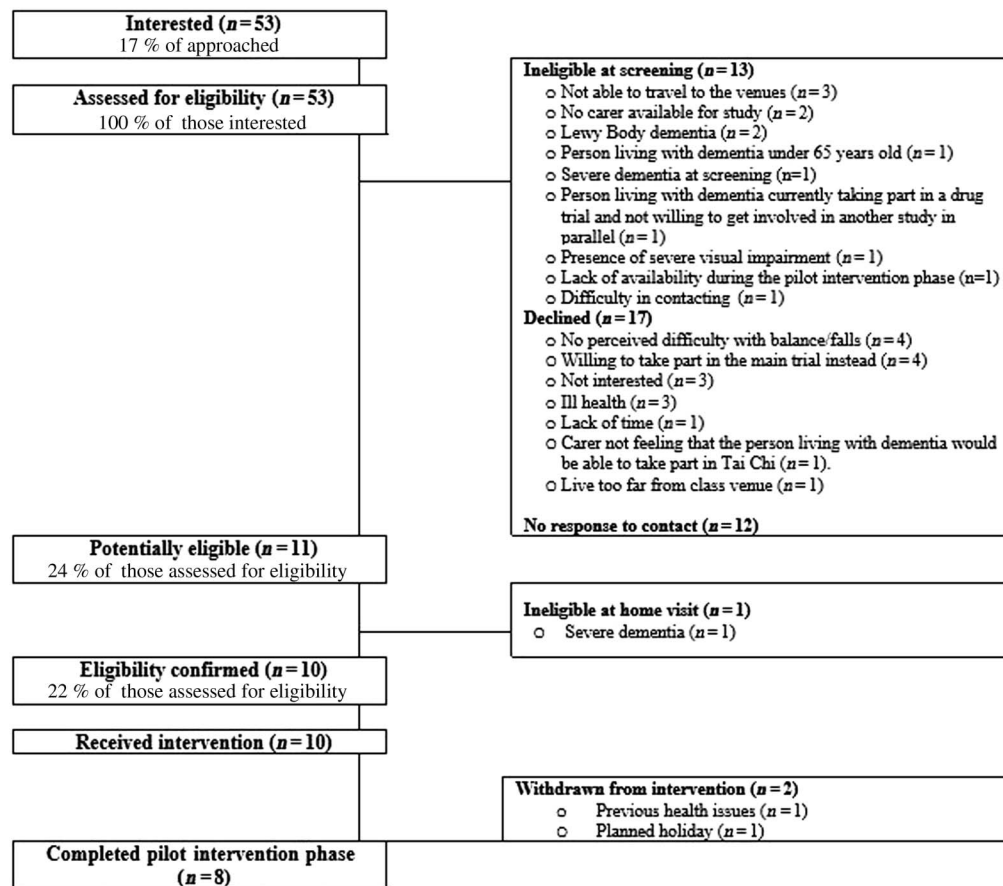 Interested (n=53)
17 % of approached
Assessed for eligibility (n=53)
100 % of those interested
Ineligible at screening (n=13)
o Not able to travel to the venues (n=3)
o No carer available for study (n=2)
o Lewy Body dementia (n=2)
o Person living with dementia under 65 years old (n=1)
o Severe dementia at screening (n=1)
o Person living with dementia currently taking part in a drug
trial and not willing to get involved in another study in
parallel (n=1)
o Presence of severe visual impairment (n=1)
o Lack of availability during the pilot intervention phase (n=1)
o Difficulty in contacting (n=1)
Declined (n=17)
o No perceived difficulty with balance/falls (n=4)
o Willing to take part in the main trial instead (n=4)
o Not interested (n=3)
o Ill health (n=3)
o Lack of time (n=1)
o Carer not feeling that the person living with dementia would
be able to take part in Tai Chi (n=1).
o Live too far from class venue (n=1)
No response to contact (n=12)
Potentially eligible (n=11)
24 % of those assessed for eligibility
Ineligible at home visit (n=1)
o Severe dementia (n=1)
Eligibility confirmed (n=10)
22 % of those assessed for eligibility
Received intervention (n=10)
Withdrawn from intervention (n=2)
o Previous health issues (n=1)
o Planned holiday (n=1)
Completed pilot intervention phase
(n=8)